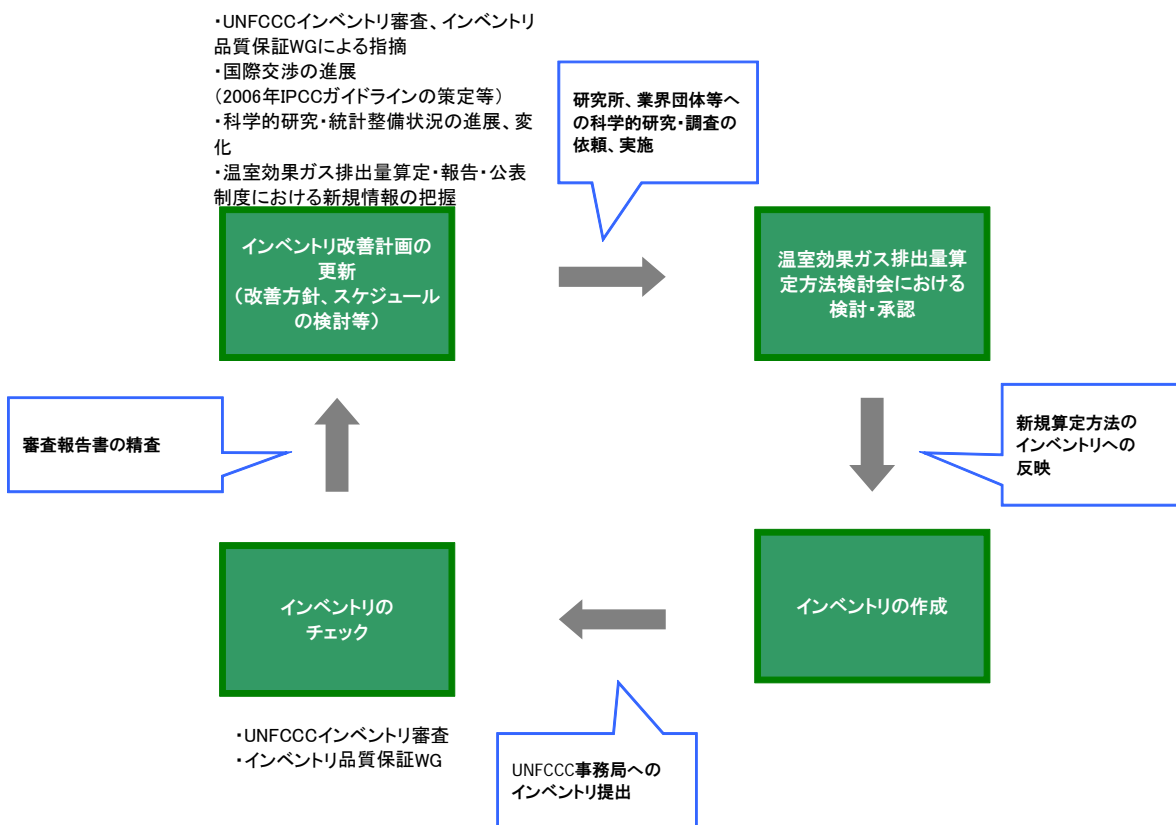 ・UNFCCCインベントリ審査、インベントリ
品質保証WGによる指摘
・国際交渉の進展
（2006年IPCCガイドラインの策定等）
・科学的研究・統計整備状況の進展、変
化
・温室効果ガス排出量算定・報告・公表
制度における新規情報の把握
研究所、業界団体等へ
の科学的研究・調査の
依頼、実施
インベントリ改善計画の
更新
（改善方針、スケジュール
の検討等）
温室効果ガス排出量算
定方法検討会における
検討・承認
審査報告書の精査
新規算定方法の
インベントリへの
反映
インベントリの
チェック
インベントリの作成
・UNFCCCインベントリ審査
・インベントリ品質保証WG
UNFCCC事務局への
インベントリ提出